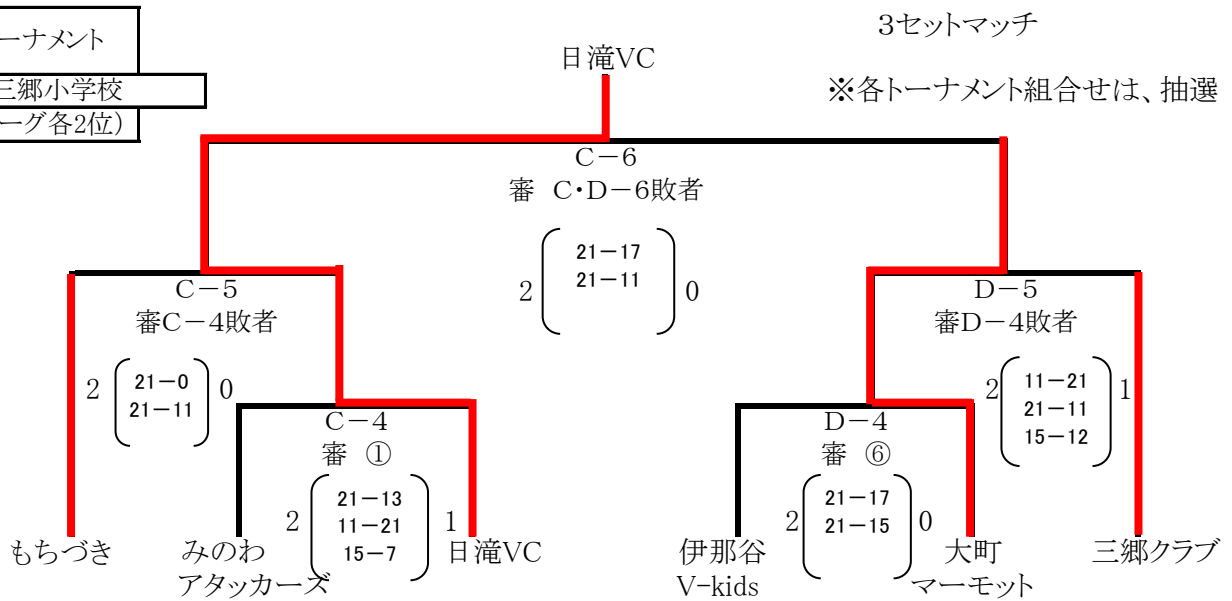 ーナメント
三郷小学校
ーグ各2位）
3セットマッチ
※各トーナメント組合せは、抽選
日滝VC
C－6
審　C・D－6敗者
2
21－17
21－11
0
C－5
審C－4敗者
2
21－0
21－11
0
D－5
審D－4敗者
2
11－21
21－11
15－12
1
C－4
審　①
2
21－13
11－21
15－7
1
D－4
審　⑥
2
21－17
21－15
0
もちづき
みのわ
アタッカーズ
日滝VC
伊那谷
V-kids
大町
マーモット
三郷クラブ